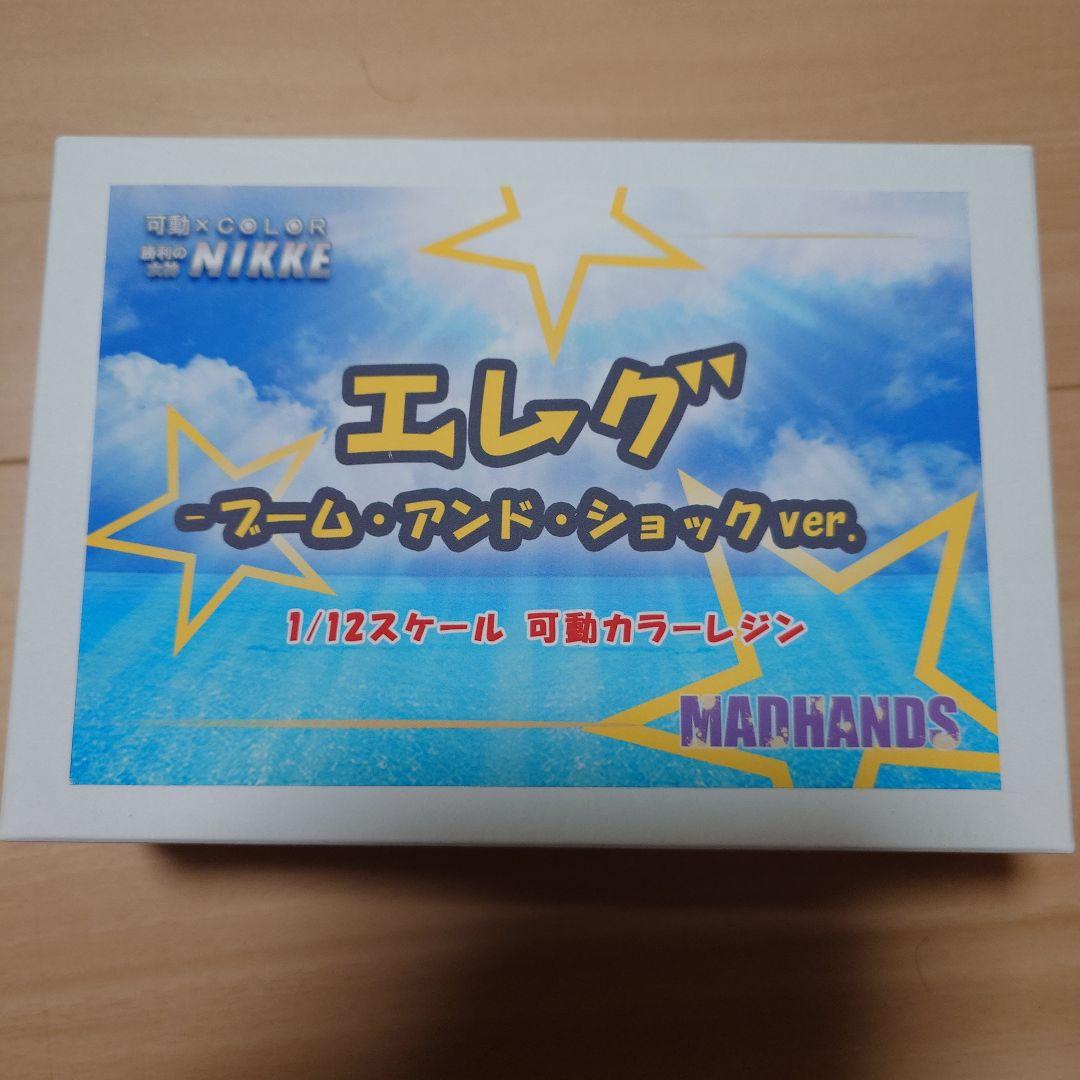 可動×COLOR
勝利の
女神
NIKKE
エレグ
-ブーム・アンド・ショックver.
1/12スケール 可動カラーレジン
MADHANDS